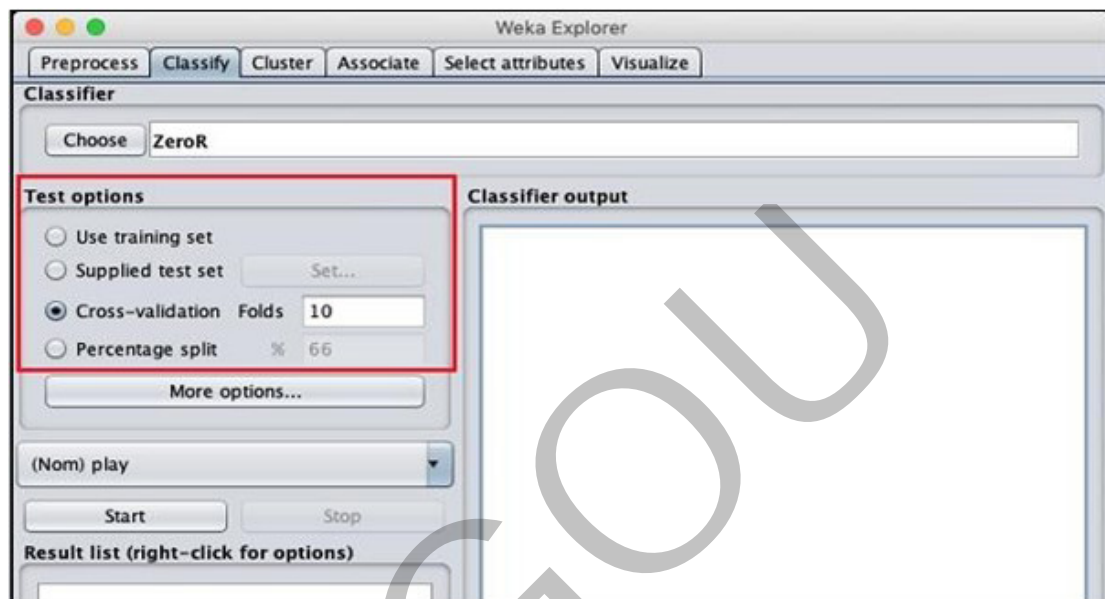 Weka Explorer
Preprocess Classify Cluster Associate Select attributes Visualize
Classifier
Choose ZeroR
Test options
Use training set
Supplied test set Set...
Cross-validation Folds 10
Percentage split % 66
More options...
(Nom) play
Start Stop
Result list (right-click for options)
Classifier output
GOU